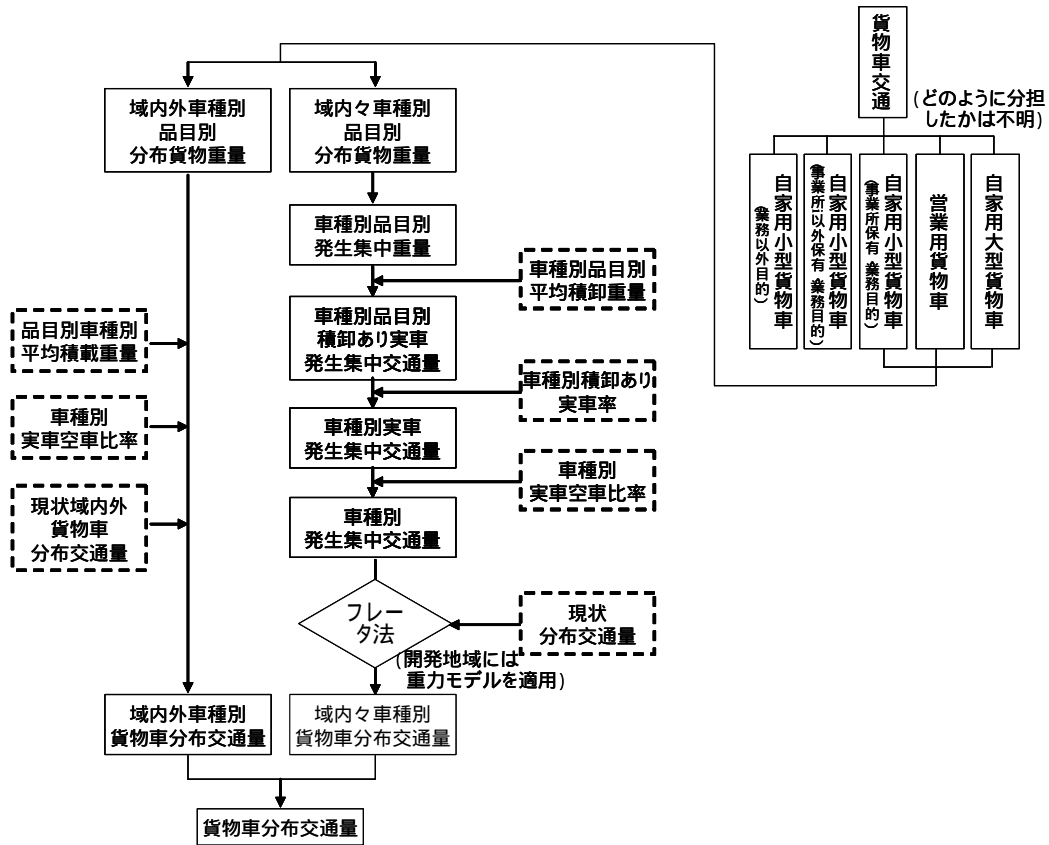 貨物車交通
(どのように分担
したかは不明)
自家用小型貨物車
(業務以外目的)
自家用小型貨物車
(事業所以外保有・業務目的)
自家用小型貨物車
(事業所保有・業務目的)
営業用貨物車
自家用大型貨物車
域内外車種別
品目別
分布貨物重量
域内々車種別
品目別
分布貨物重量
車種別品目別
発生集中重量
車種別品目別
平均積卸重量
車種別品目別
積卸あり実車
発生集中交通量
品目別車種別
平均積載重量
車種別積卸あり
実車率
車種別
実車空車比率
車種別実車
発生集中交通量
車種別
実車空車比率
現状域内外
貨物車
分布交通量
車種別
発生集中交通量
フレー
タ法
現状
分布交通量
(開発地域には
重力モデルを適用)
域内外車種別
貨物車分布交通量
域内々車種別
貨物車分布交通量
貨物車分布交通量